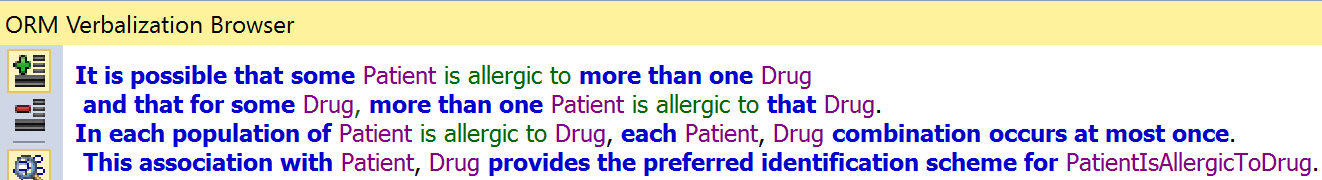 ORM Verbalization Browser
It is possible that some Patient is allergic to more than one Drug
and that for some Drug, more than one Patient is allergic to that Drug.
In each population of Patient is allergic to Drug, each Patient, Drug combination occurs at most once.
This association with Patient, Drug provides the preferred identification scheme for PatientIsAllergicToDrug.